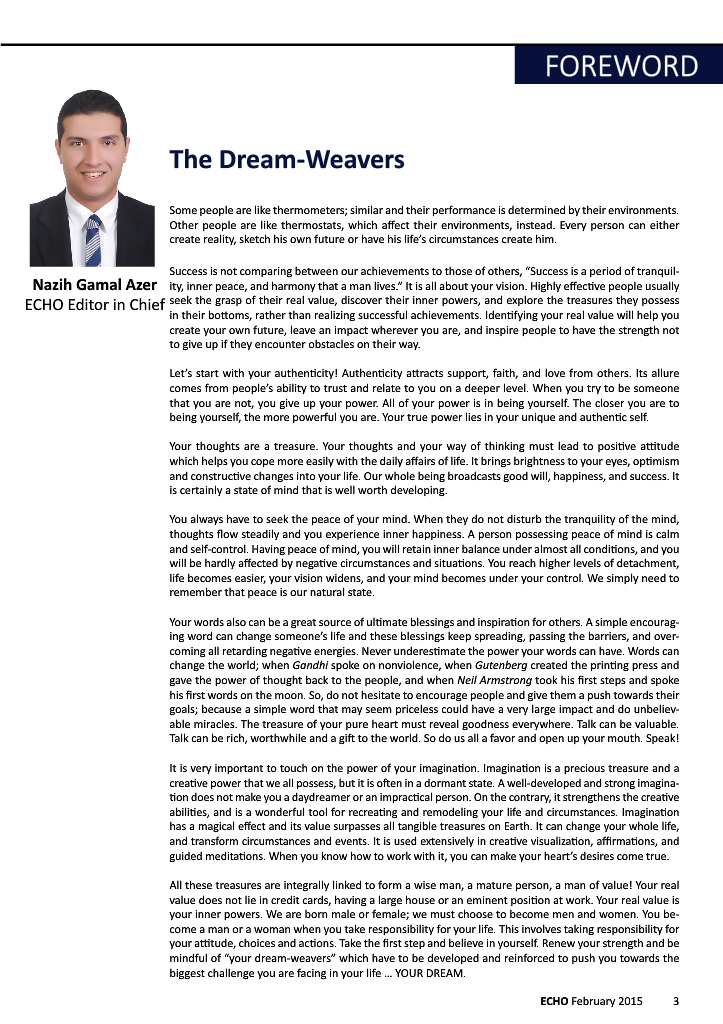 FOREWORD
The Dream-Weavers
Nazih Gamal Azer
ECHO Editor in Chief
Some people are like thermometers; similar and their performance is determined by their environments.
Other people are like thermostats, which affect their environments, instead. Every person can either
create reality, sketch his own future or have his life's circumstances create him.
Success is not comparing between our achievements to those of others, “Success is a period of tranquil-
ity, inner peace, and harmony that a man lives.” It is all about your vision. Highly effective people usually
seek the grasp of their real value, discover their inner powers, and explore the treasures they possess
in their bottoms, rather than realizing successful achievements. Identifying your real value will help you
create your own future, leave an impact wherever you are, and inspire people to have the strength not
to give up if they encounter obstacles on their way.
Let's start with your authenticity! Authenticity attracts support, faith, and love from others. Its allure
comes from people's ability to trust and relate to you on a deeper level. When you try to be someone
that you are not, you give up your power. All of your power is in being yourself. The closer you are to
being yourself, the more powerful you are. Your true power lies in your unique and authentic self.
Your thoughts are a treasure. Your thoughts and your way of thinking must lead to positive attitude
which helps you cope more easily with the daily affairs of life. It brings brightness to your eyes, optimism
and constructive changes into your life. Our whole being broadcasts good will, happiness, and success. It
is certainly a state of mind that is well worth developing.
You always have to seek the peace of your mind. When they do not disturb the tranquility of the mind,
thoughts flow steadily and you experience inner happiness. A person possessing peace of mind is calm
and self-control. Having peace of mind, you will retain inner balance under almost all conditions, and you
will be hardly affected by negative circumstances and situations. You reach higher levels of detachment,
life becomes easier, your vision widens, and your mind becomes under your control. We simply need to
remember that peace is our natural state.
Your words also can be a great source of ultimate blessings and inspiration for others. A simple encourag-
ing word can change someone's life and these blessings keep spreading, passing the barriers, and over-
coming all retarding negative energies. Never underestimate the power your words can have. Words can
change the world; when Gandhi spoke on nonviolence, when Gutenberg created the printing press and
gave the power of thought back to the people, and when Neil Armstrong took his first steps and spoke
his first words on the moon. So, do not hesitate to encourage people and give them a push towards their
goals; because a simple word that may seem priceless could have a very large impact and do unbeliev-
able miracles. The treasure of your pure heart must reveal goodness everywhere. Talk can be valuable.
Talk can be rich, worthwhile and a gift to the world. So do us all a favor and open up your mouth. Speak!
It is very important to touch on the power of your imagination. Imagination is a precious treasure and a
creative power that we all possess, but it is often in a dormant state. A well-developed and strong imagina-
tion does not make you a daydreamer or an impractical person. On the contrary, it strengthens the creative
abilities, and is a wonderful tool for recreating and remodeling your life and circumstances. Imagination
has a magical effect and its value surpasses all tangible treasures on Earth. It can change your whole life,
and transform circumstances and events. It is used extensively in creative visualization, affirmations, and
guided meditations. When you know how to work with it, you can make your heart's desires come true.
All these treasures are integrally linked to form a wise man, a mature person, a man of value! Your real
value does not lie in credit cards, having a large house or an eminent position at work. Your real value is
your inner powers. We are born male or female; we must choose to become men and women. You be-
come a man or a woman when you take responsibility for your life. This involves taking responsibility for
your attitude, choices and actions. Take the first step and believe in yourself. Renew your strength and be
mindful of “your dream-weavers” which have to be developed and reinforced to push you towards the
biggest challenge you are facing in your life … YOUR DREAM.
ECHO February 2015 3